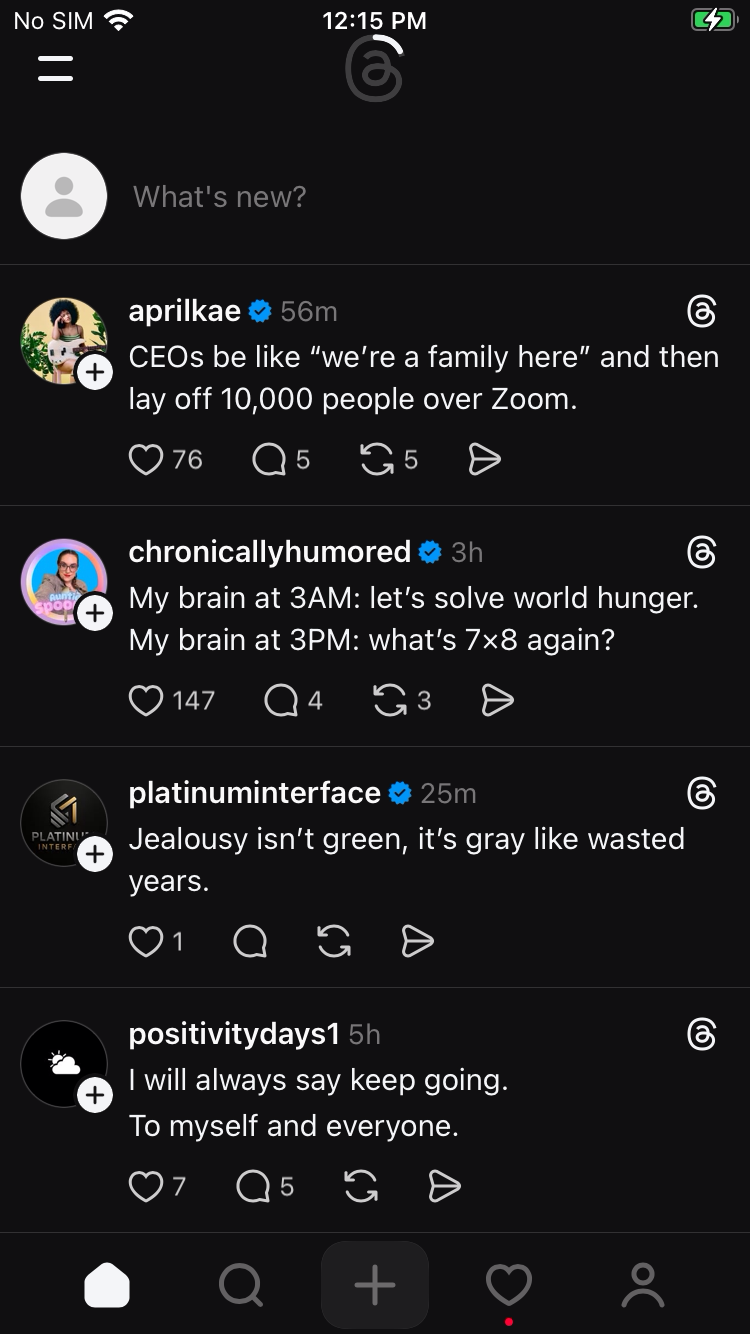 No SIM 12:15 PM
What's new?
aprilkae 56m
CEOs be like “we’re a family here” and then
lay off 10,000 people over Zoom.
76 5 5
chronicallyhumored 3h
My brain at 3AM: let’s solve world hunger.
My brain at 3PM: what’s 7×8 again?
147 4 3
platinuminterface 25m
Jealousy isn’t green, it’s gray like wasted
years.
1
positivitydays1 5h
I will always say keep going.
To myself and everyone.
7 5